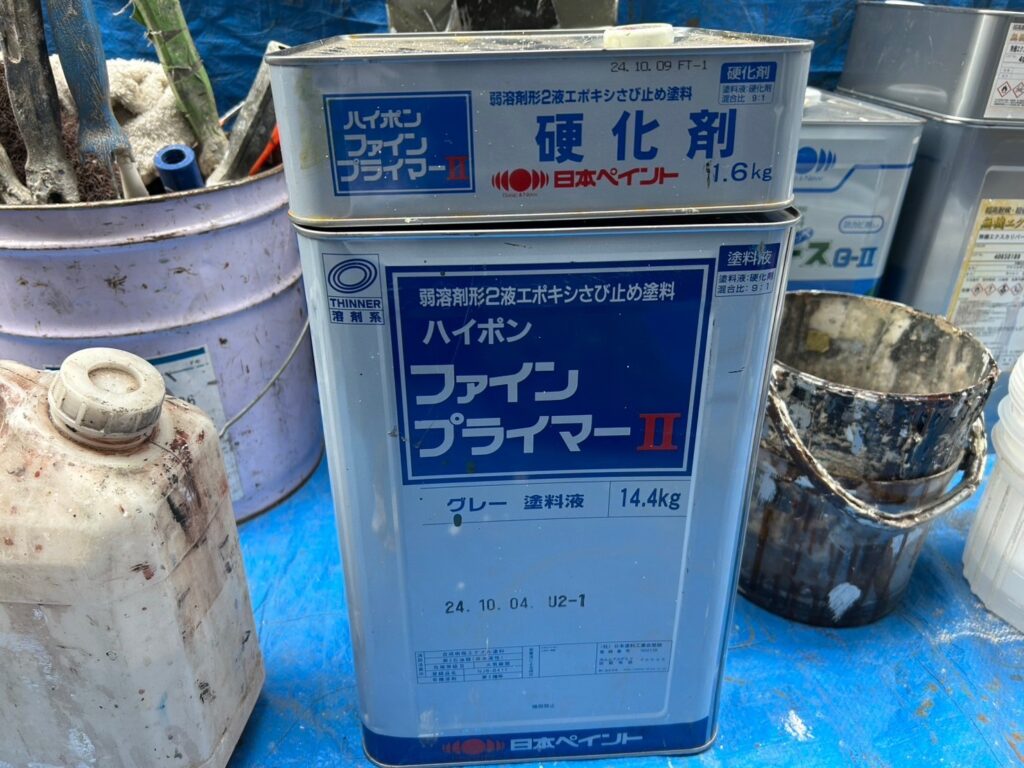 24.10.09 FT-1
硬化剤
塗料液:硬化剤
混合比 9:1
弱溶剤形2液エポキシさび止め塗料
ハイポン
ファイン
プライマーII
硬化剤
日本ペイント
1.6kg
THINNER
溶剤系
塗料液
塗料液:硬化剤
混合比:9:1
弱溶剤形2液エポキシさび止め塗料
ハイポン
ファイン
プライマーII
グレー 塗料液
14.4kg
24.10.04. U2-1
日本ペイント
G-II